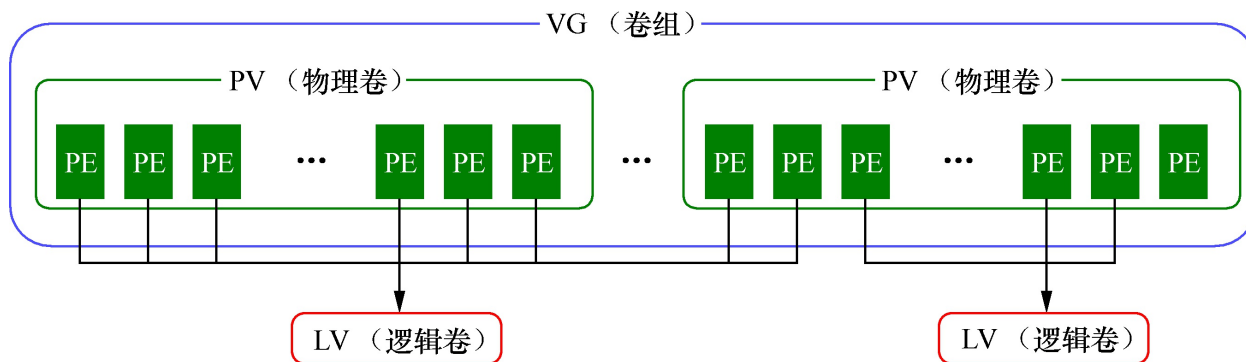 VG （卷组）
PV （物理卷） PV （物理卷）
PE PE PE ... PE PE PE ... PE PE PE ... PE PE PE
LV （逻辑卷） LV （逻辑卷）